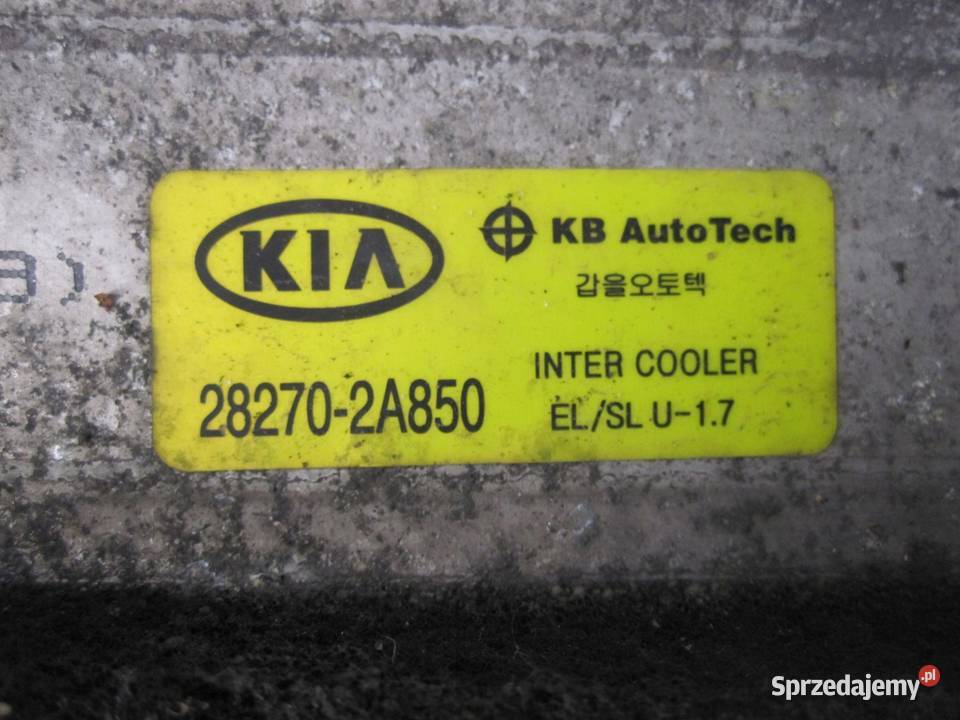 KIA
KB AutoTech
갑을오토텍
INTER COOLER
28270-2A850
EL/SL U-1.7
Sprzedajemy.pl